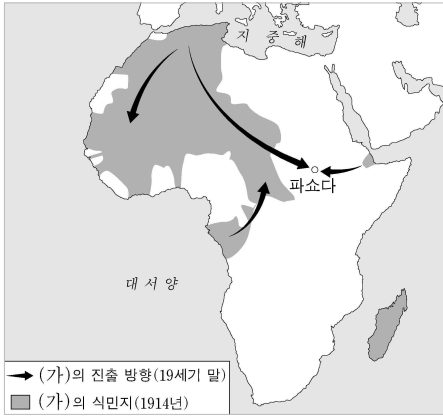 지 중 해
파쇼다
대 서 양
(가)의 진출 방향(19세기 말)
(가)의 식민지(1914년)